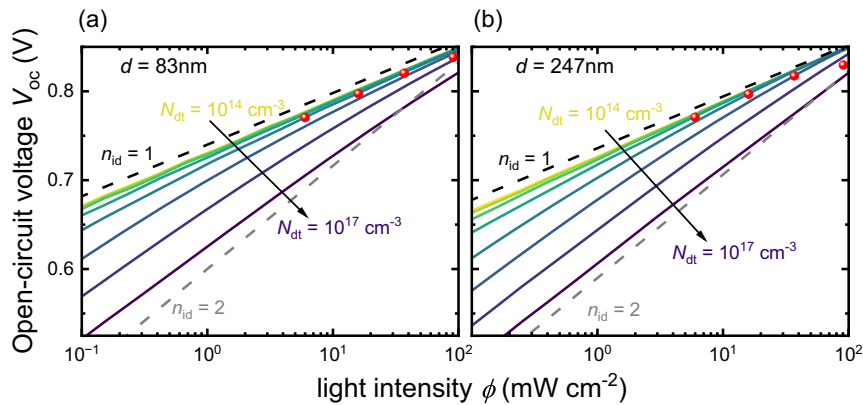 (a)
(b)
Open-circuit voltage Voc (V)
0.8
0.7
0.6
d = 83nm
Ndt = 10^14 cm^-3
nid = 1
Ndt = 10^17 cm^-3
nid = 2
10^-1
10^0
10^1
10^2
d = 247nm
Ndt = 10^14 cm^-3
nid = 1
Ndt = 10^17 cm^-3
nid = 2
10^0
10^1
10^2
light intensity ϕ (mW cm^-2)